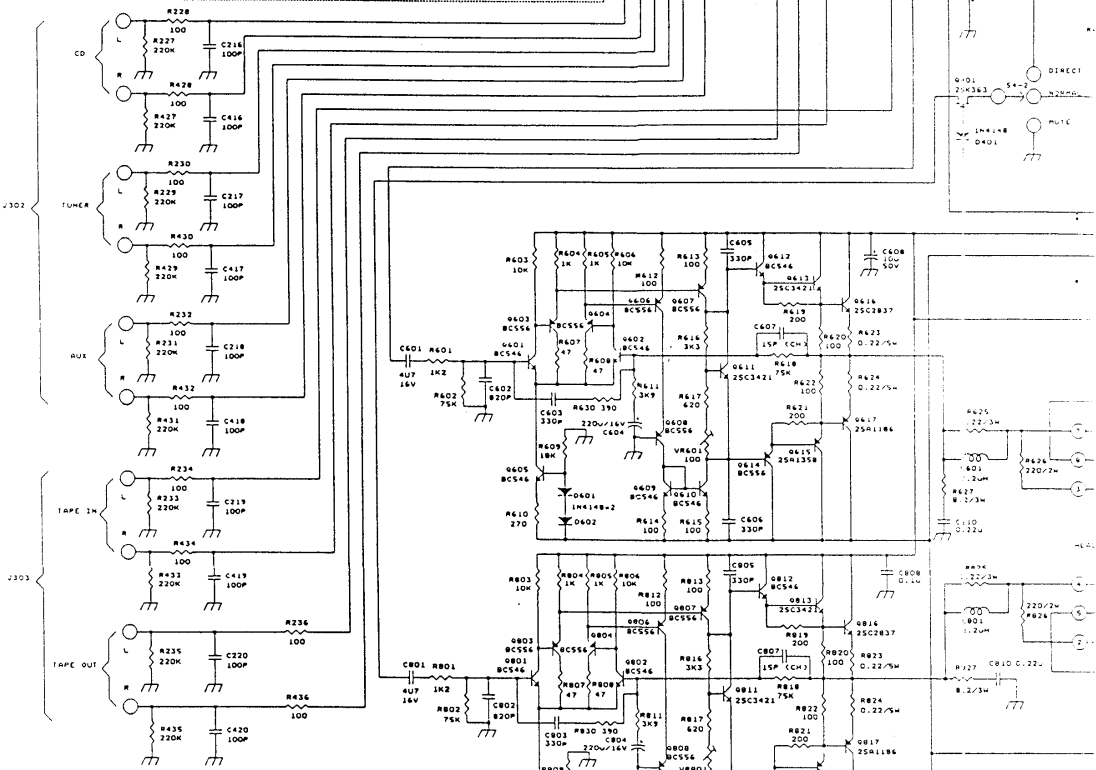 R228
100
L
R227
220K
C216
100P
CD
R
R428
100
R427
220K
C416
100P
R230
100
L
R229
220K
C217
100P
J302
TUNER
R
R430
100
R429
220K
C417
100P
R232
100
L
R231
220K
C218
100P
AUX
R
R432
100
R431
220K
C418
100P
R234
100
L
R233
220K
C219
100P
TAPE IN
R
R434
100
R433
220K
C419
100P
J303
R236
100
L
R235
220K
C220
100P
TAPE OUT
R
R436
100
R435
220K
C420
100P
DIRECT
Q401
2SK363
S4-2
NORMAL
MUTE
1N4148
D401
R603
10K
R604
1K
R605
1K
R606
10K
R612
100
R613
100
C605
330P
Q612
BC546
Q613
2SC3421
C608
10u
50V
Q606
BC556
Q607
BC556
R619
200
Q616
2SC2837
Q603
BC556
BC556
Q604
R607
47
R608
47
Q601
BC546
Q602
BC546
C607
15P (CH)
R618
75K
R616
3K3
R620
100
R623
0.22/5W
C601
4U7
16V
R601
1K2
R602
75K
C602
820P
C603
330P
R630 390
R611
3K9
220u/16V
C604
Q611
2SC3421
R617
620
R622
100
R624
0.22/5W
R621
200
Q617
2SA1186
Q608
BC556
VR601
100
Q614
BC556
Q615
2SA1358
R609
18K
Q605
BC546
D601
1N4148x2
D602
R610
270
Q609
BC546
Q610
BC546
R614
100
R615
100
C606
330P
R625
.22/3W
R626
220/2W
R627
8.2/3W
7
8
3
R803
10K
R804
1K
R805
1K
R806
10K
R812
100
R813
100
C805
330P
Q812
BC546
Q813
2SC3421
C808
0.1u
Q806
BC556
Q807
BC556
R819
200
Q816
2SC2837
Q803
BC556
BC556
Q804
R807
47
R808
47
Q801
BC546
Q802
BC546
C807
15P (CH)
R818
75K
R816
3K3
R820
100
R823
0.22/5W
C801
4U7
16V
R801
1K2
R802
75K
C802
820P
C803
330P
R830 390
R811
3K9
C804
220u/16V
Q811
2SC3421
R817
620
R822
100
R824
0.22/5W
R821
200
Q817
2SA1186
Q808
BC556
VR801
R809
.22/3W
220/2W
R826
R827
8.2/3W
C810 0.22u
4
5
2